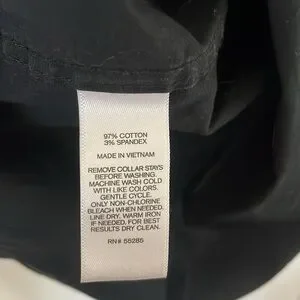 97% COTTON
3% SPANDEX
MADE IN VIETNAM
REMOVE COLLAR STAYS
BEFORE WASHING.
MACHINE WASH COLD
WITH LIKE COLORS.
GENTLE CYCLE.
ONLY NON-CHLORINE
BLEACH WHEN NEEDED.
LINE DRY. WARM IRON
IF NEEDED. FOR BEST
RESULTS DRY CLEAN.
RN# 55285